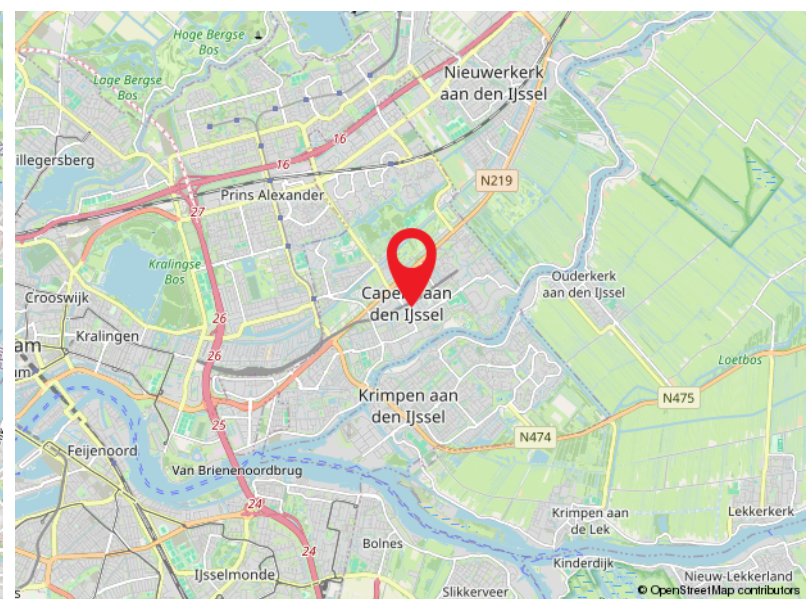 Hoge Bergse
Bos
Nieuwerkerk
aan den IJssel
Lage Bergse
Bos
16
illegersberg
16
N219
Prins Alexander
27
Kralingse
Bos
Ouderkerk
aan den IJssel
Crooswijk
Capelle aan
den IJssel
26
Kralingen
am
26
Loetbos
am
Krimpen aan
den IJssel
N475
25
N474
Feijenoord
Van Brienenoordbrug
24
Krimpen aan
de Lek
Lekkerkerk
Bolnes
24
Kinderdijk
IJsselmonde
Nieuw-Lekkerland
s
Slikkerveer
© OpenStreetMap contributors